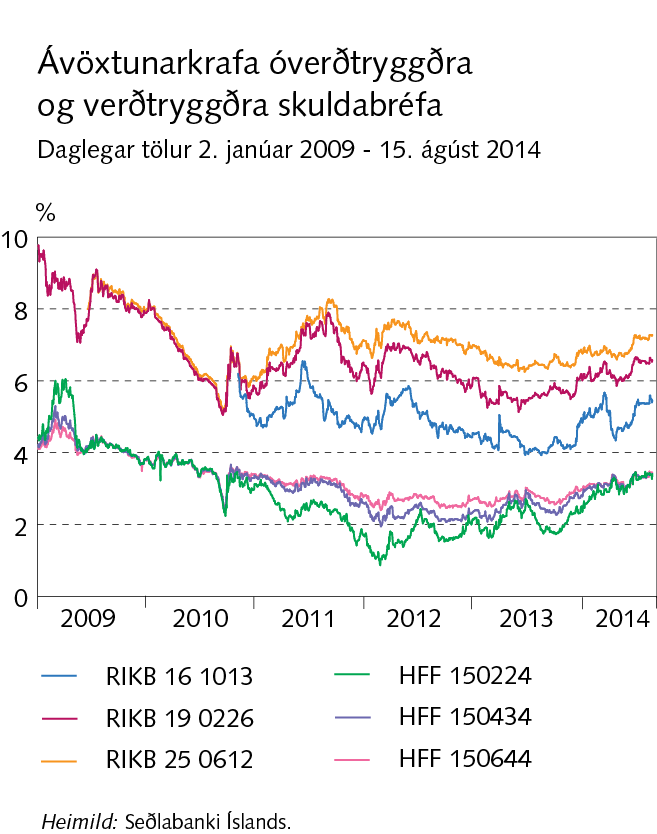 Ávöxtunarkrafa óverðtryggðra
og verðtryggðra skuldabréfa
Daglegar tölur 2. janúar 2009 - 15. ágúst 2014
%
10
8
6
4
2
0
2009 2010 2011 2012 2013 2014
RIKB 16 1013
RIKB 19 0226
RIKB 25 0612
HFF 150224
HFF 150434
HFF 150644
Heimild: Seðlabanki Íslands.